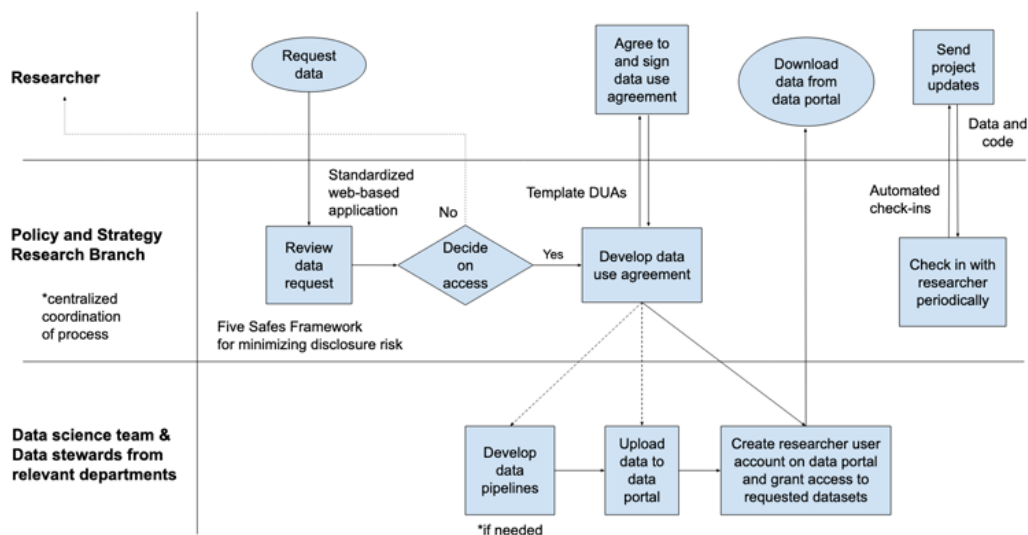 Researcher
Request
data
Agree to
and sign
data use
agreement
Download
data from
data portal
Send
project
updates
Data and
code
Policy and Strategy
Research Branch
*centralized
coordination
of process
Standardized
web-based
application
No
Review
data
request
Decide
on
access
Yes
Template DUAs
Develop data
use agreement
Automated
check-ins
Check in with
researcher
periodically
Five Safes Framework
for minimizing disclosure risk
Data science team &
Data stewards from
relevant departments
Develop
data
pipelines
*if needed
Upload
data to
data
portal
Create researcher user
account on data portal
and grant access to
requested datasets